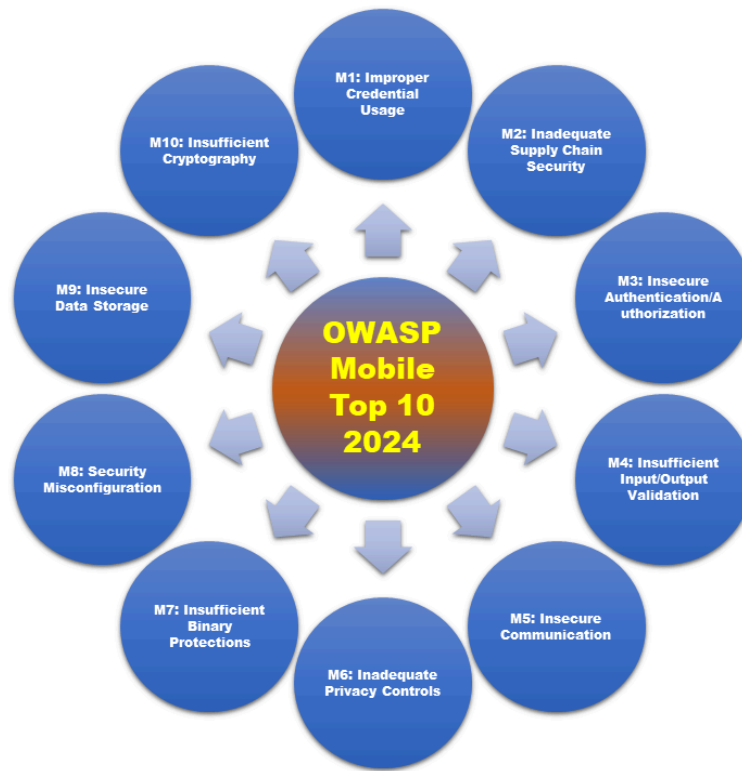 OWASP
Mobile
Top 10
2024
M1: Improper
Credential
Usage
M2: Inadequate
Supply Chain
Security
M3: Insecure
Authentication/A
uthorization
M4: Insufficient
Input/Output
Validation
M5: Insecure
Communication
M6: Inadequate
Privacy Controls
M7: Insufficient
Binary
Protections
M8: Security
Misconfiguration
M9: Insecure
Data Storage
M10: Insufficient
Cryptography